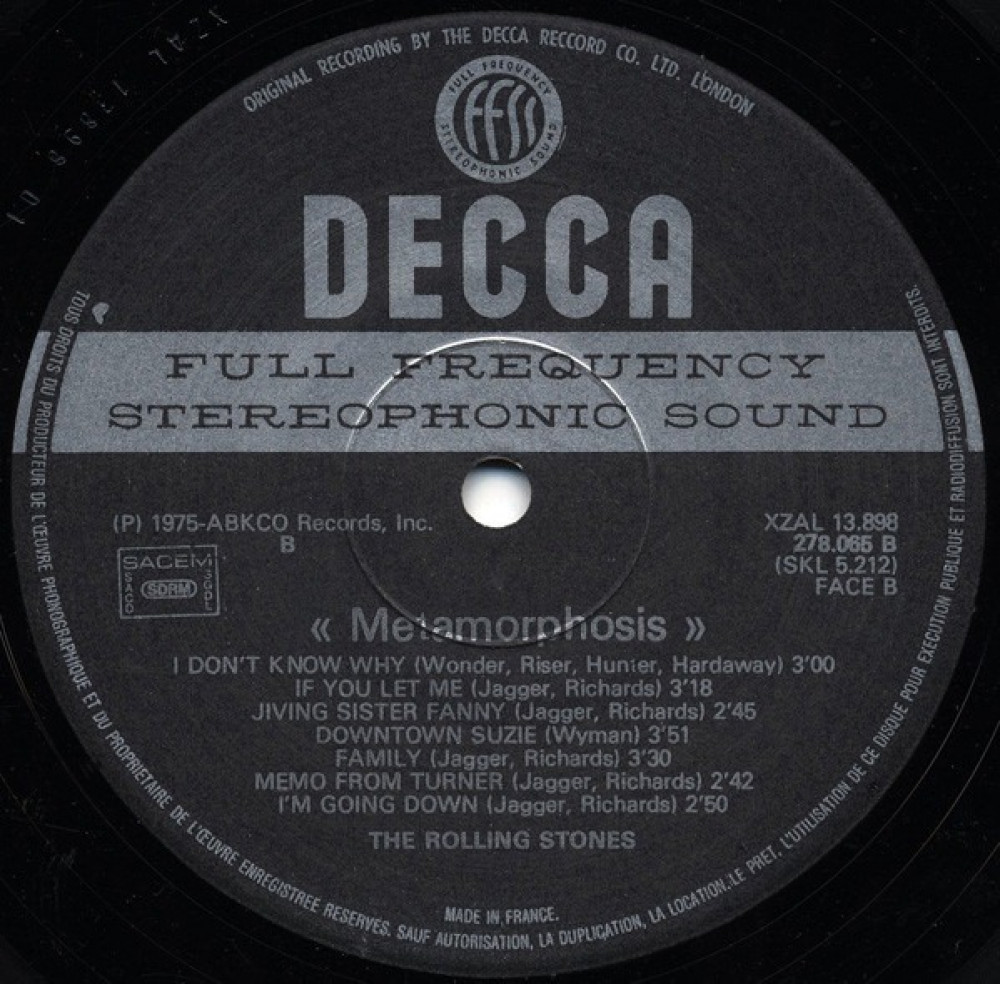 XZAL 13898 01
ORIGINAL RECORDING BY THE DECCA RECCORD CO. LTD. LONDON
FULL FREQUENCY
ffss
STEREOPHONIC SOUND
DECCA
FULL FREQUENCY
STEREOPHONIC SOUND
(P) 1975-ABKCO Records, Inc.
B
SACEM
SACD
SDRM
SGDL
XZAL 13.898
278.065 B
(SKL 5.212)
FACE B
« Metamorphosis »
I DON'T KNOW WHY (Wonder, Riser, Hunter, Hardaway) 3'00
IF YOU LET ME (Jagger, Richards) 3'18
JIVING SISTER FANNY (Jagger, Richards) 2'45
DOWNTOWN SUZIE (Wyman) 3'51
FAMILY (Jagger, Richards) 3'30
MEMO FROM TURNER (Jagger, Richards) 2'42
I'M GOING DOWN (Jagger, Richards) 2'50
THE ROLLING STONES
MADE IN FRANCE.
TOUS DROITS DU PRODUCTEUR DE L'ŒUVRE PHONOGRAPHIQUE ET DU PROPRIETAIRE DE L'ŒUVRE ENREGISTREE RESERVES. SAUF AUTORISATION, LA DUPLICATION, LA LOCATION, LE PRET, L'UTILISATION DE CE DISQUE POUR EXECUTION PUBLIQUE ET RADIODIFFUSION SONT INTERDITS.